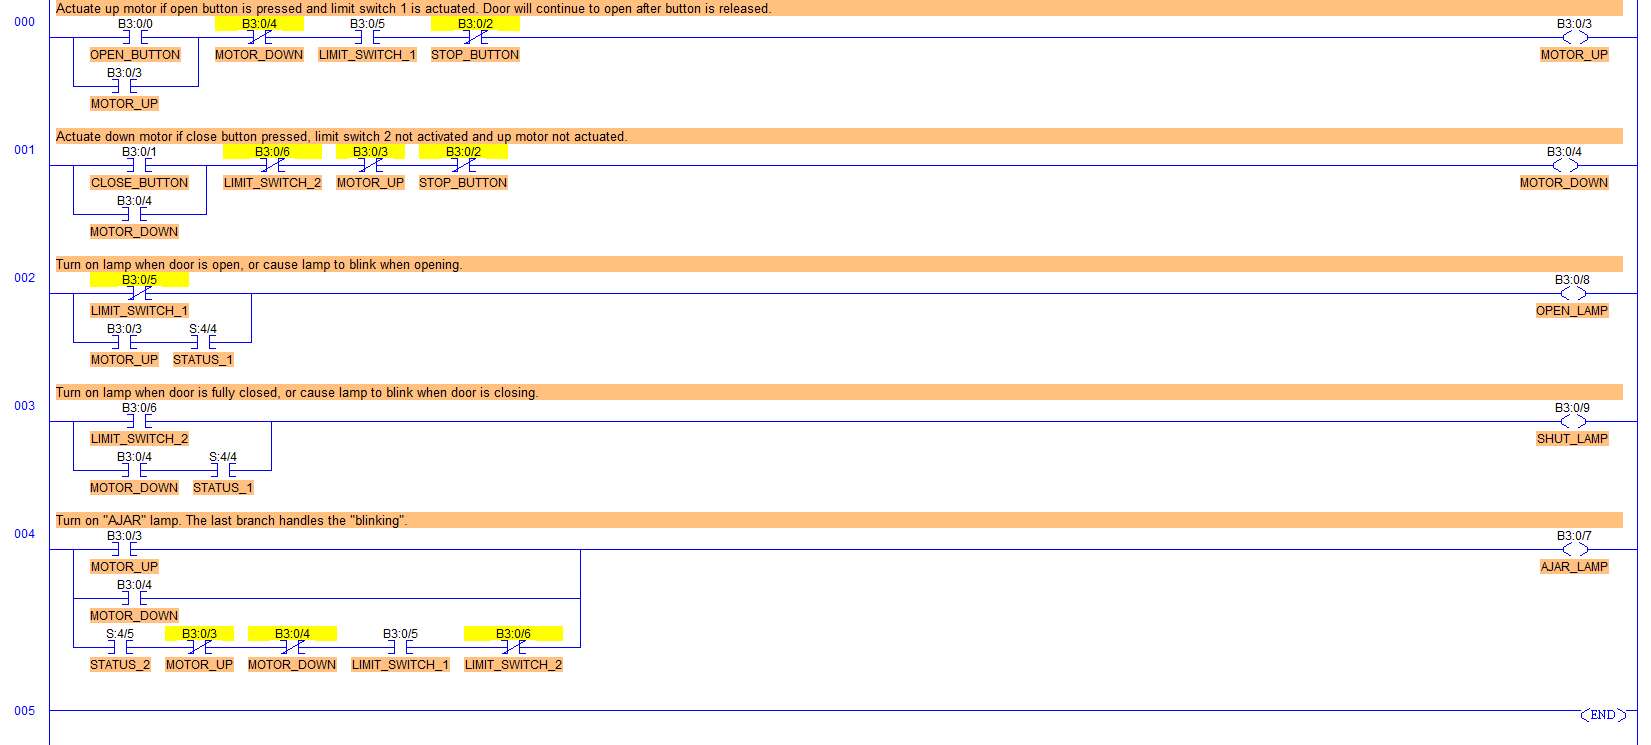 Actuate up motor if open button is pressed and limit switch 1 is actuated. Door will continue to open after button is released.
000
B3:0/0 B3:0/4 B3:0/5 B3:0/2 B3:0/3
OPEN_BUTTON MOTOR_DOWN LIMIT_SWITCH_1 STOP_BUTTON MOTOR_UP
B3:0/3
MOTOR_UP
Actuate down motor if close button pressed, limit switch 2 not activated and up motor not actuated.
001
B3:0/1 B3:0/6 B3:0/3 B3:0/2 B3:0/4
CLOSE_BUTTON LIMIT_SWITCH_2 MOTOR_UP STOP_BUTTON MOTOR_DOWN
B3:0/4
MOTOR_DOWN
Turn on lamp when door is open, or cause lamp to blink when opening.
002
B3:0/5 B3:0/8
LIMIT_SWITCH_1 OPEN_LAMP
B3:0/3 S:4/4
MOTOR_UP STATUS_1
Turn on lamp when door is fully closed, or cause lamp to blink when door is closing.
003
B3:0/6 B3:0/9
LIMIT_SWITCH_2 SHUT_LAMP
B3:0/4 S:4/4
MOTOR_DOWN STATUS_1
Turn on "AJAR" lamp. The last branch handles the "blinking".
004
B3:0/3 B3:0/7
MOTOR_UP AJAR_LAMP
B3:0/4
MOTOR_DOWN
S:4/5 B3:0/3 B3:0/4 B3:0/5 B3:0/6
STATUS_2 MOTOR_UP MOTOR_DOWN LIMIT_SWITCH_1 LIMIT_SWITCH_2
005
END